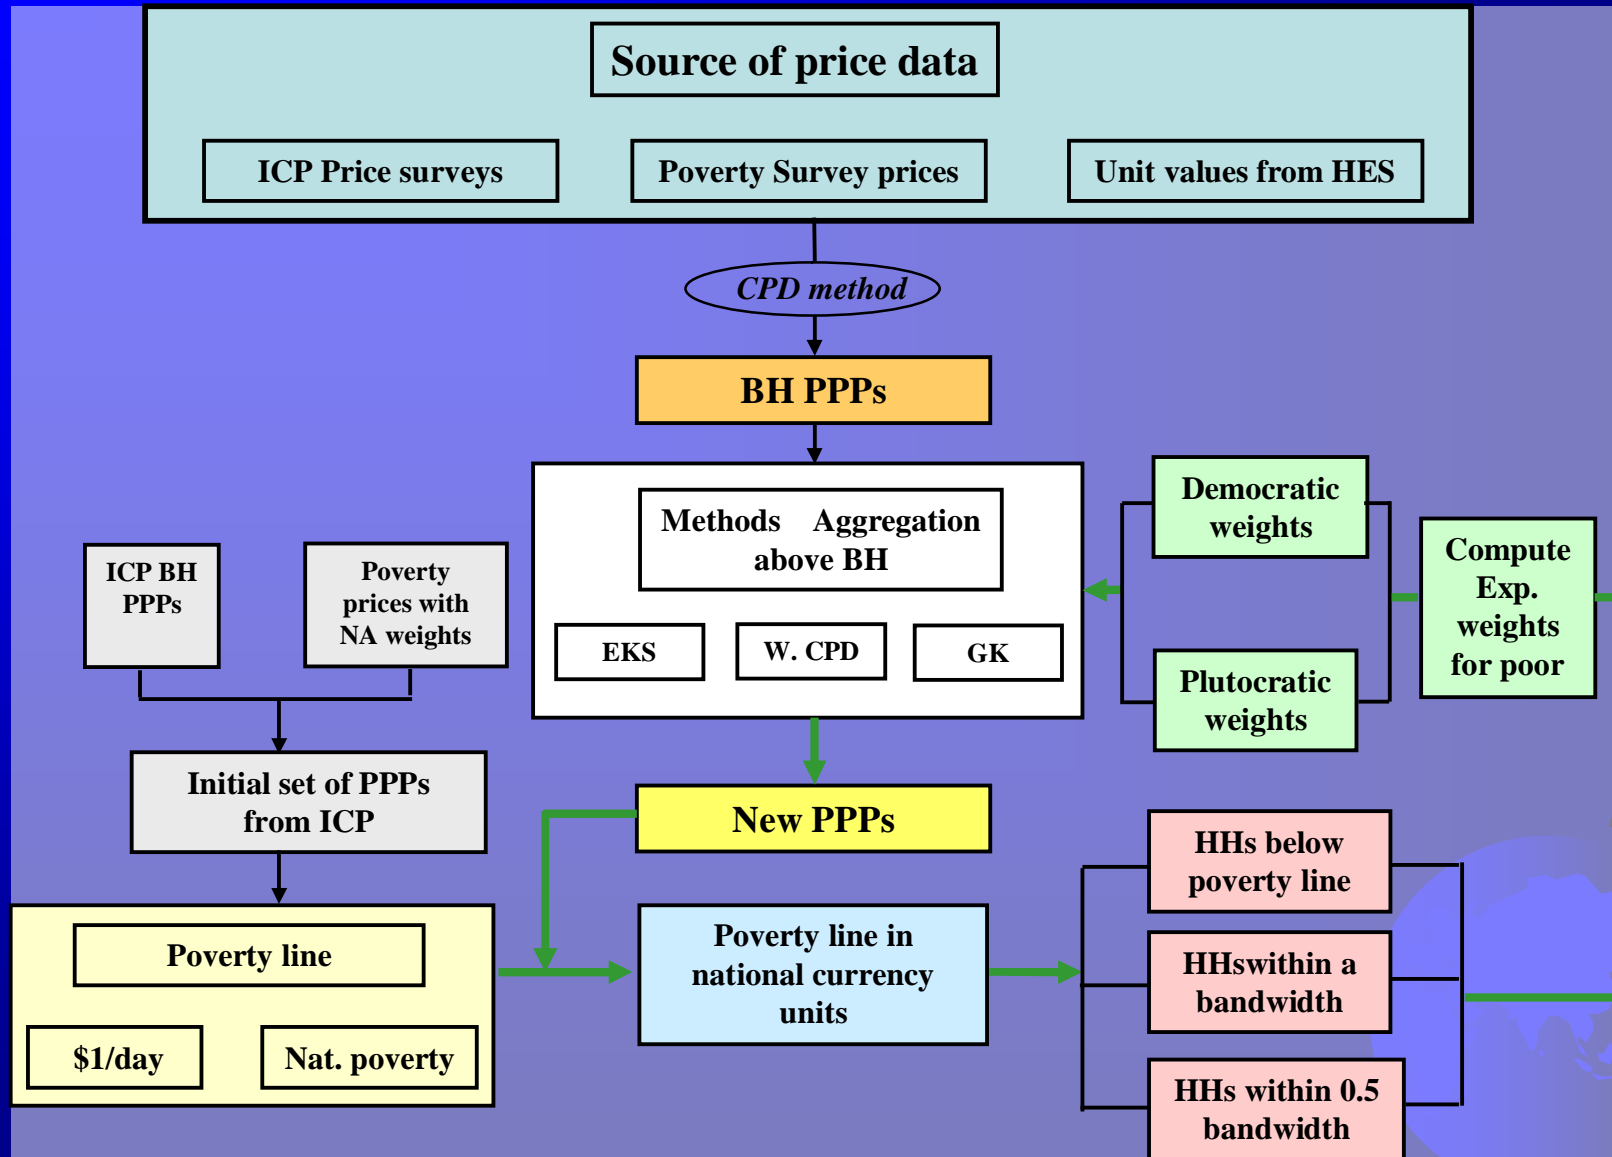 Source of price data
ICP Price surveys
Poverty Survey prices
Unit values from HES
CPD method
BH PPPs
Methods Aggregation
above BH
EKS
W. CPD
GK
Democratic
weights
Plutocratic
weights
Compute
Exp.
weights
for poor
ICP BH
PPPs
Poverty
prices with
NA weights
Initial set of PPPs
from ICP
New PPPs
Poverty line
$1/day
Nat. poverty
Poverty line in
national currency
units
HHs below
poverty line
HHswithin a
bandwidth
HHs within 0.5
bandwidth